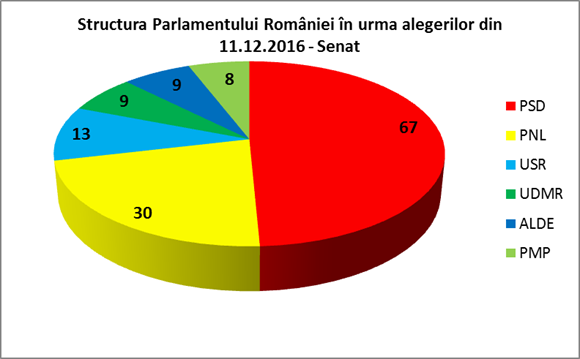 Structura Parlamentului României în urma alegerilor din
11.12.2016 - Senat
8
9
9
13
67
30
PSD
PNL
USR
UDMR
ALDE
PMP